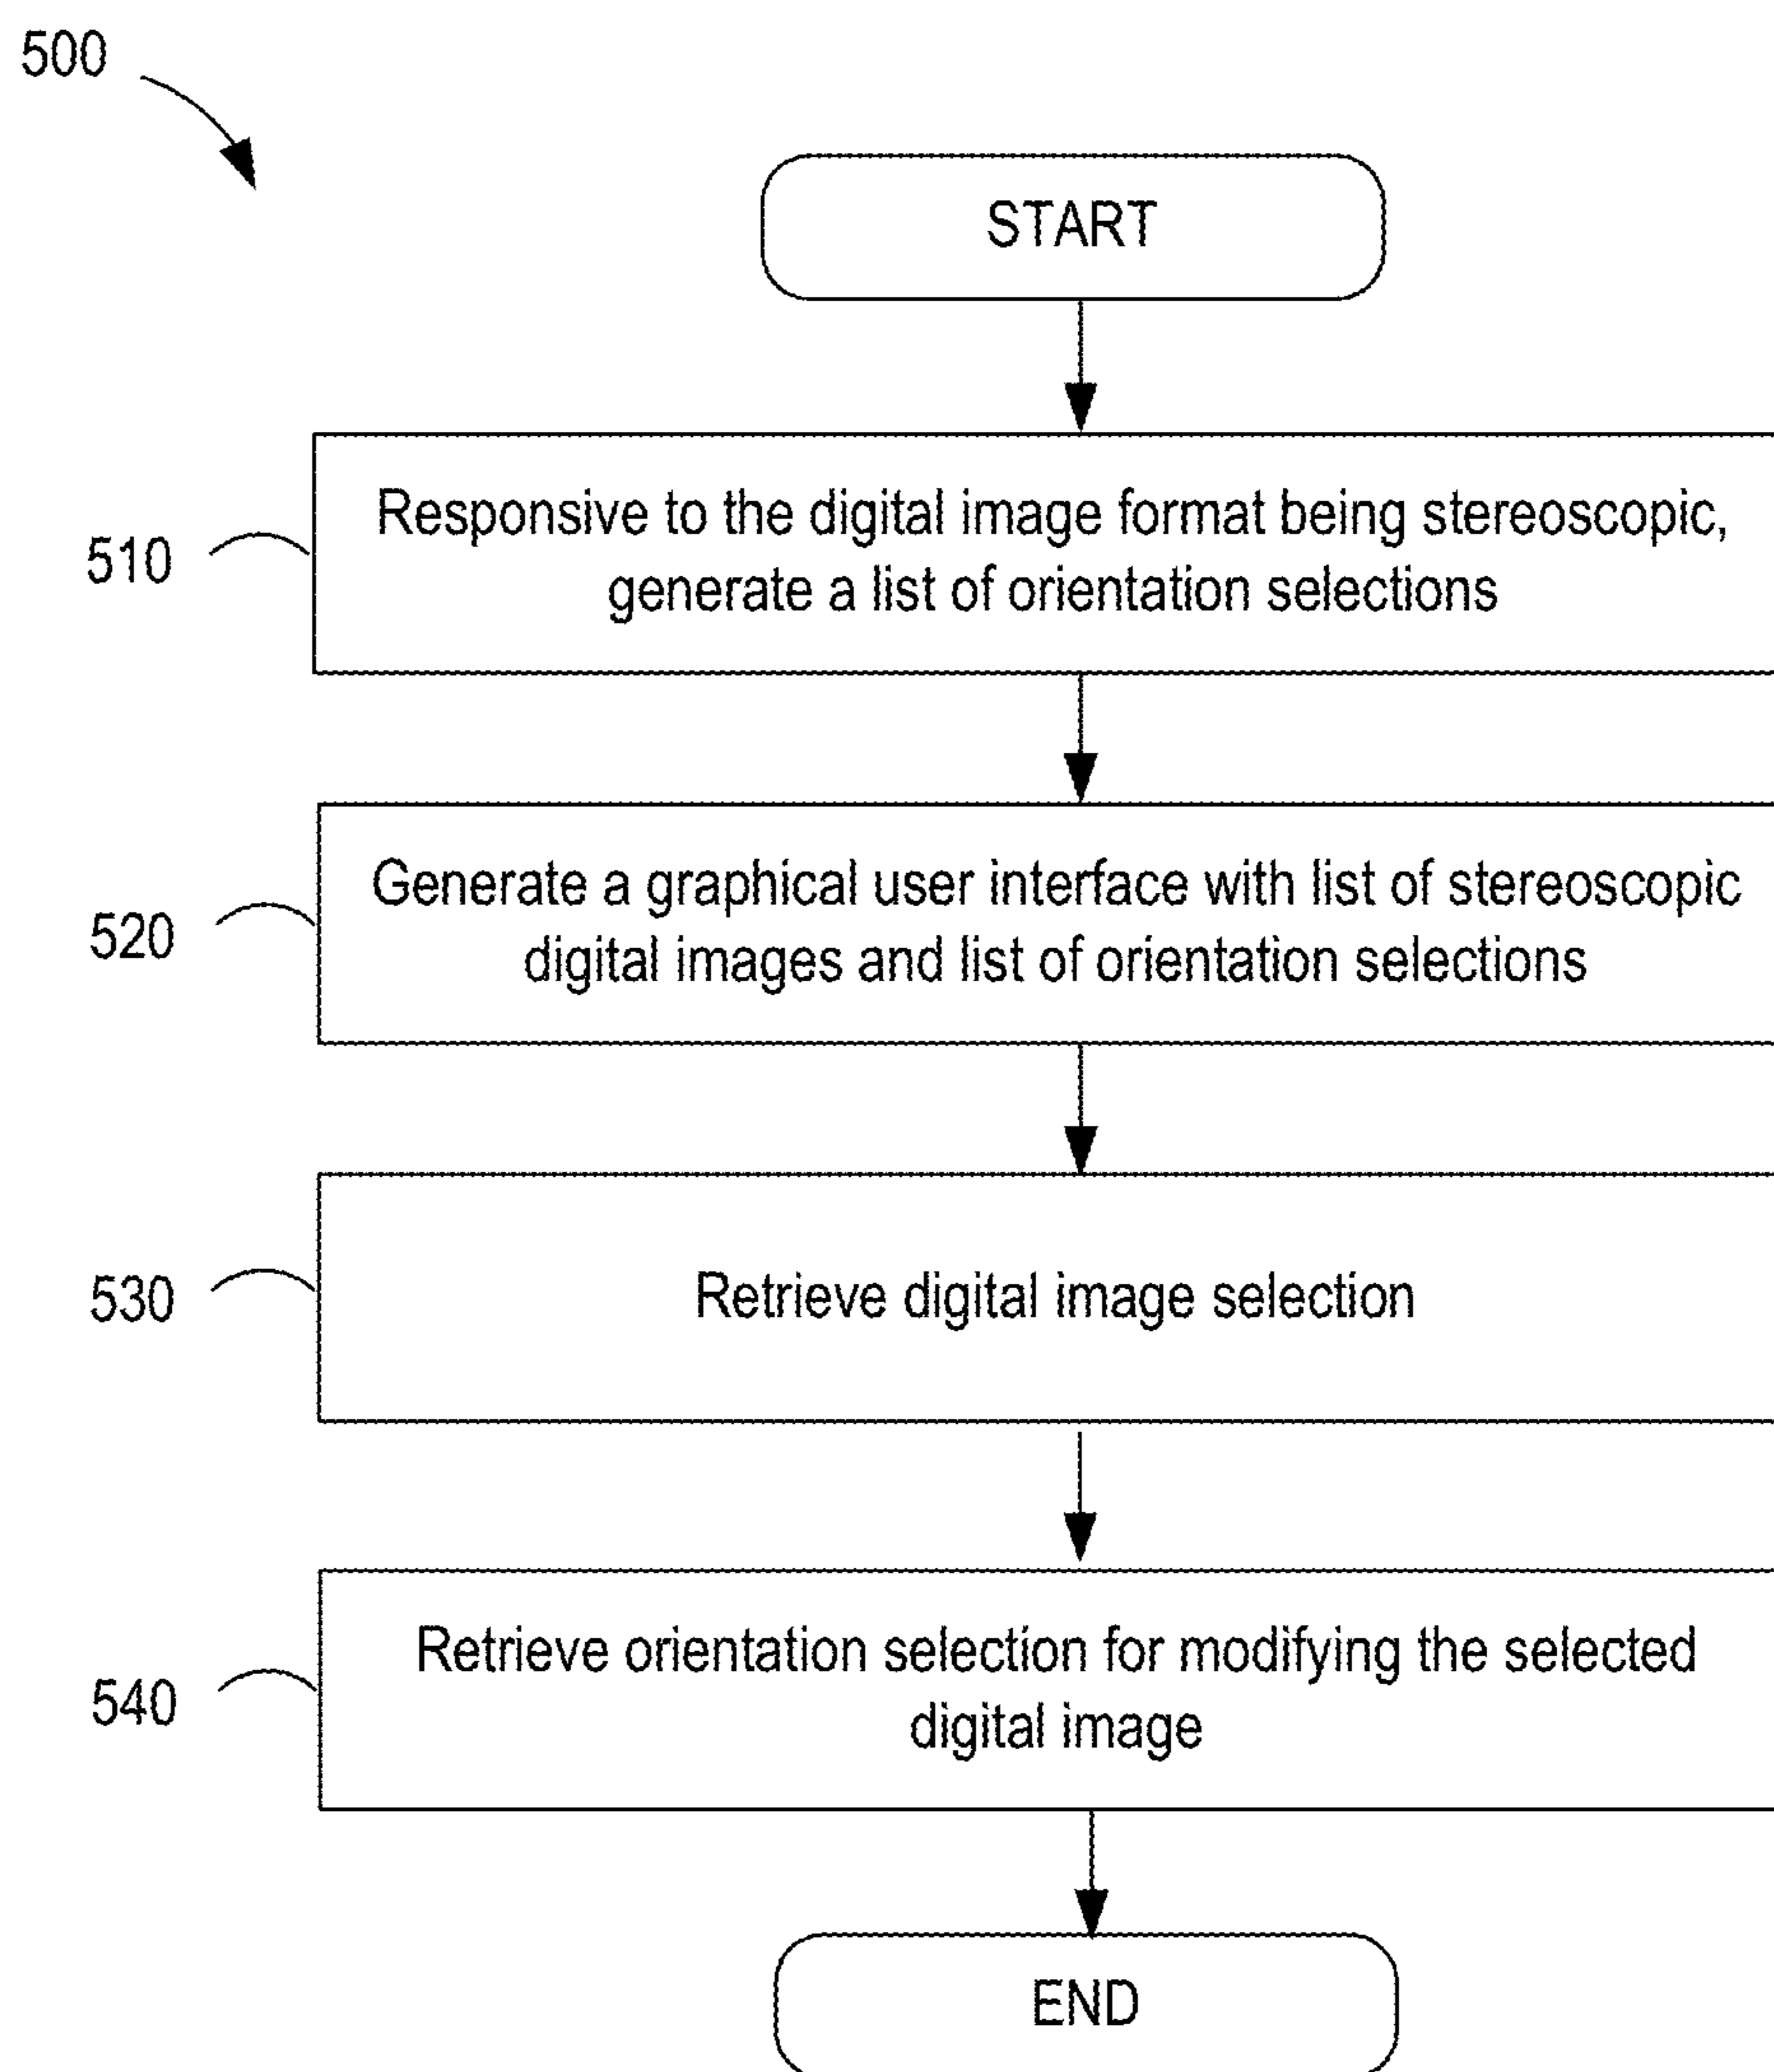 500
START
510
Responsive to the digital image format being stereoscopic,
generate a list of orientation selections
520
Generate a graphical user interface with list of stereoscopic
digital images and list of orientation selections
530
Retrieve digital image selection
540
Retrieve orientation selection for modifying the selected
digital image
END